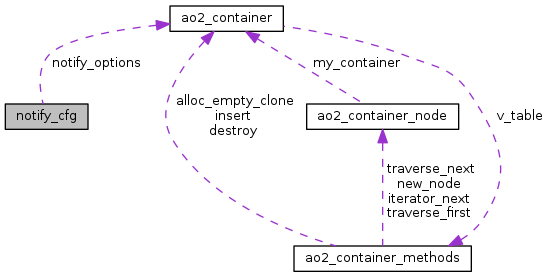 ao2_container
notify_options
my_container
alloc_empty_clone
insert
destroy
notify_cfg
ao2_container_node
v_table
traverse_next
new_node
iterator_next
traverse_first
ao2_container_methods